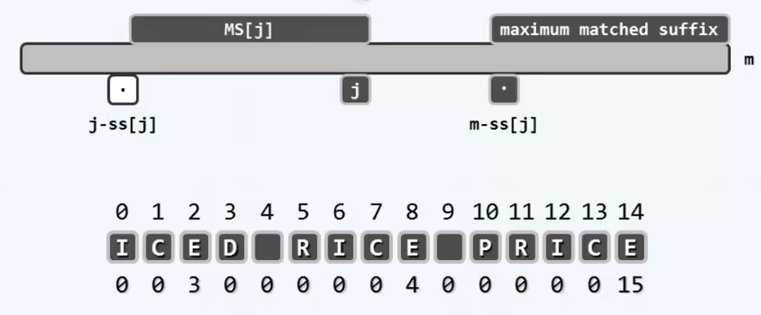 MS[j] maximum matched suffix
m
· j ·
j-ss[j] m-ss[j]
0 1 2 3 4 5 6 7 8 9 10 11 12 13 14
I C E D R I C E P R I C E
0 0 3 0 0 0 0 0 4 0 0 0 0 0 15